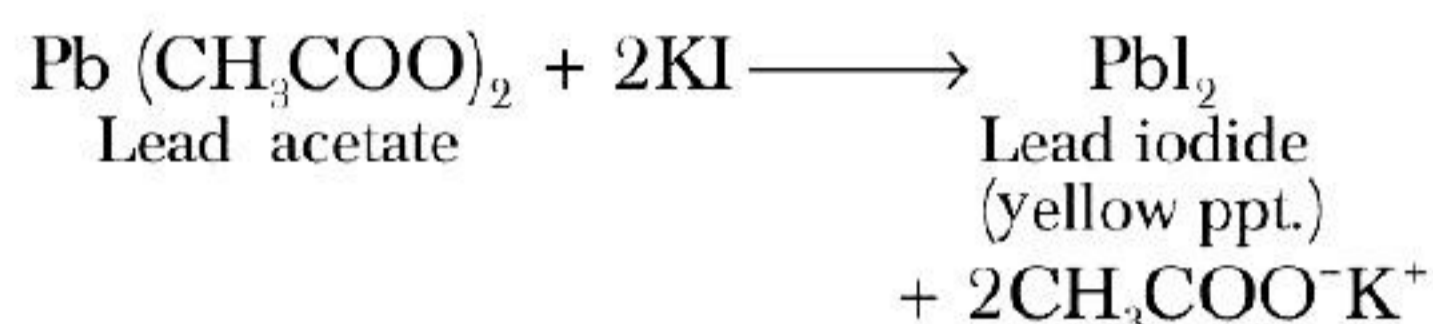 Pb (CH₃COO)₂ + 2KI ⟶ PbI₂
Lead acetate Lead iodide
(yellow ppt.)
+ 2CH₃COO⁻K⁺